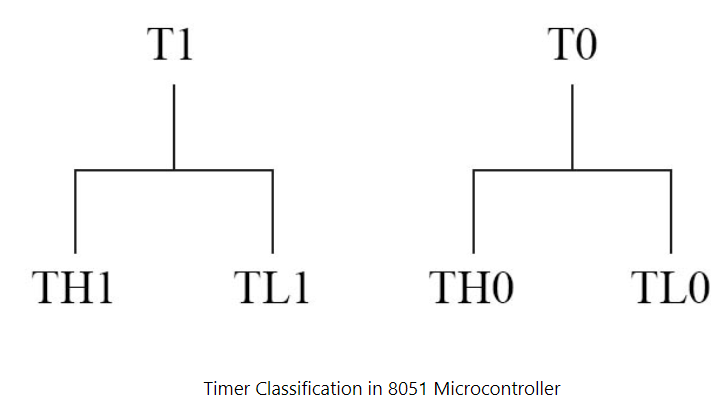 T1 T0
TH1 TL1 TH0 TL0
Timer Classification in 8051 Microcontroller